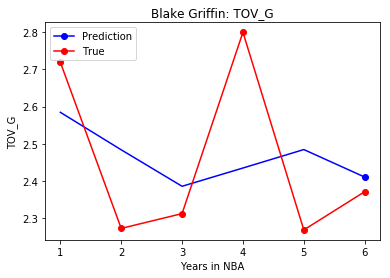 Blake Griffin: TOV_G
Prediction
True
2.8
2.7
2.6
2.5
2.4
2.3
TOV_G
1 2 3 4 5 6
Years in NBA